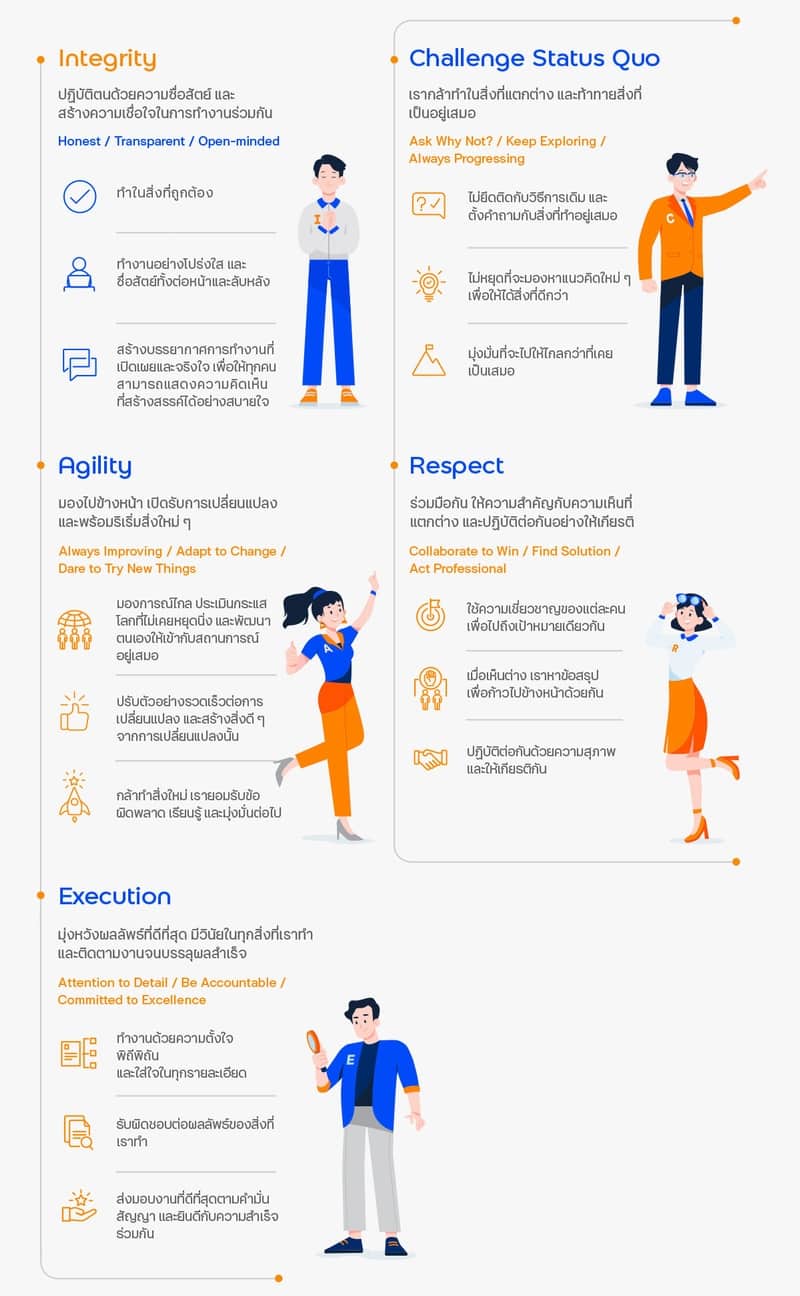 Integrity
ปฏิบัติตนด้วยความซื่อสัตย์ และ
สร้างความเชื่อใจในการทำงานร่วมกัน
Honest / Transparent / Open-minded
ทำในสิ่งที่ถูกต้อง
ทำงานอย่างโปร่งใส และ
ซื่อสัตย์ทั้งต่อหน้าและลับหลัง
สร้างบรรยากาศการทำงานที่
เปิดเผยและจริงใจ เพื่อให้ทุกคน
สามารถแสดงความคิดเห็น
ที่สร้างสรรค์ได้อย่างสบายใจ
I
Challenge Status Quo
เรากล้าทำในสิ่งที่แตกต่าง และท้าทายสิ่งที่
เป็นอยู่เสมอ
Ask Why Not? / Keep Exploring /
Always Progressing
ไม่ยึดติดกับวิธีการเดิม และ
ตั้งคำถามกับสิ่งที่ทำอยู่เสมอ
ไม่หยุดที่จะมองหาแนวคิดใหม่ ๆ
เพื่อให้ได้สิ่งที่ดีกว่า
มุ่งมั่นที่จะไปให้ไกลกว่าที่เคย
เป็นเสมอ
C
Agility
มองไปข้างหน้า เปิดรับการเปลี่ยนแปลง
และพร้อมริเริ่มสิ่งใหม่ ๆ
Always Improving / Adapt to Change /
Dare to Try New Things
มองการณ์ไกล ประเมินกระแส
โลกที่ไม่เคยหยุดนิ่ง และพัฒนา
ตนเองให้เข้ากับสถานการณ์
อยู่เสมอ
ปรับตัวอย่างรวดเร็วต่อการ
เปลี่ยนแปลง และสร้างสิ่งดี ๆ
จากการเปลี่ยนแปลงนั้น
กล้าทำสิ่งใหม่ เรายอมรับข้อ
ผิดพลาด เรียนรู้ และมุ่งมั่นต่อไป
A
Respect
ร่วมมือกัน ให้ความสำคัญกับความเห็นที่
แตกต่าง และปฏิบัติต่อกันอย่างให้เกียรติ
Collaborate to Win / Find Solution /
Act Professional
ใช้ความเชี่ยวชาญของแต่ละคน
เพื่อไปถึงเป้าหมายเดียวกัน
เมื่อเห็นต่าง เราหาข้อสรุป
เพื่อก้าวไปข้างหน้าด้วยกัน
ปฏิบัติต่อกันด้วยความสุภาพ
และให้เกียรติกัน
R
Execution
มุ่งหวังผลลัพธ์ที่ดีที่สุด มีวินัยในทุกสิ่งที่เราทำ
และติดตามงานจนบรรลุผลสำเร็จ
Attention to Detail / Be Accountable /
Committed to Excellence
ทำงานด้วยความตั้งใจ
พิถีพิถัน
และใส่ใจในทุกรายละเอียด
รับผิดชอบต่อผลลัพธ์ของสิ่งที่
เราทำ
ส่งมอบงานที่ดีที่สุดตามคำมั่น
สัญญา และยินดีกับความสำเร็จ
ร่วมกัน
E